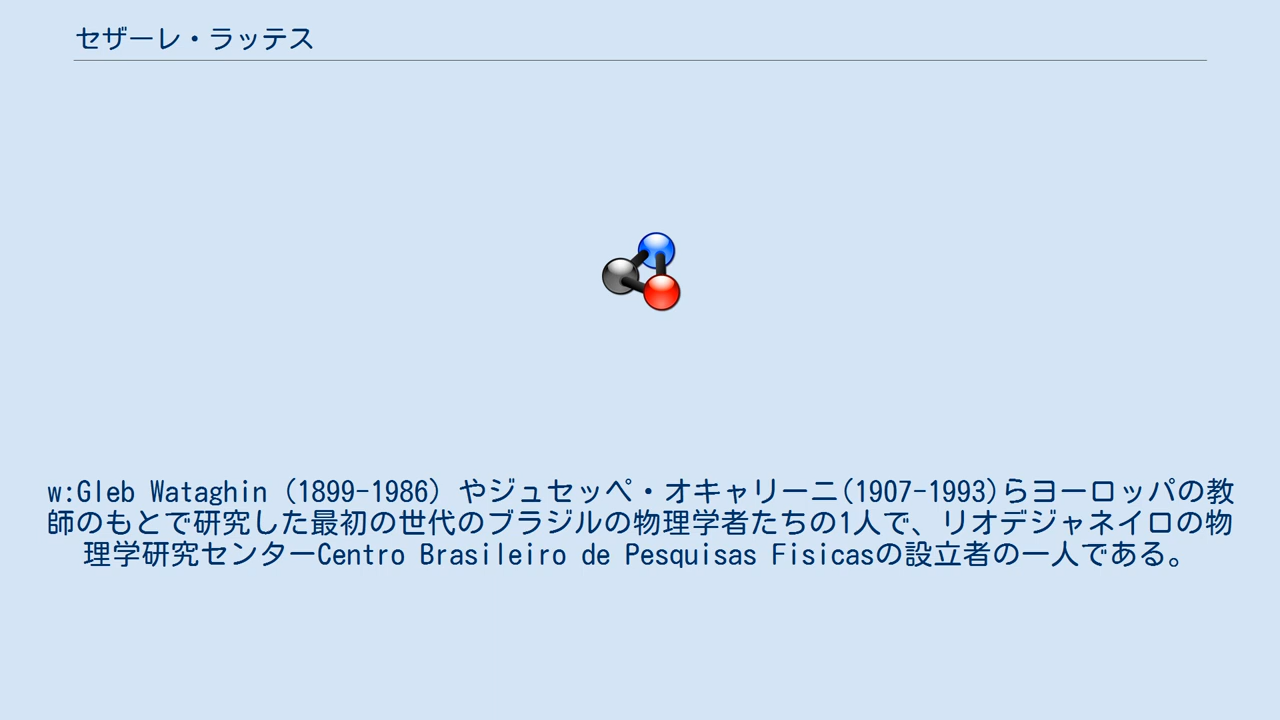 セザーレ・ラッテス
w:Gleb Wataghin (1899-1986) やジュセッペ・オキャリーニ(1907-1993)らヨーロッパの教
師のもとで研究した最初の世代のブラジルの物理学者たちの1人で、リオデジャネイロの物
理学研究センターCentro Brasileiro de Pesquisas Fisicasの設立者の一人である。